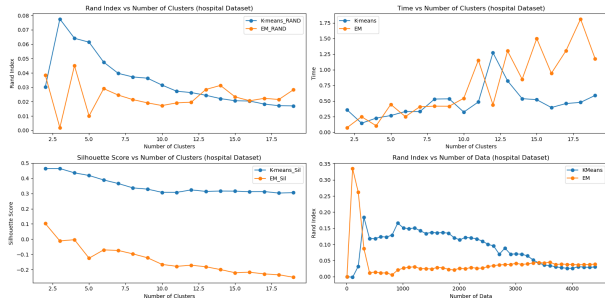 Rand Index vs Number of Clusters (hospital Dataset)
Rand Index
0.08
0.07
0.06
0.05
0.04
0.03
0.02
0.01
0.00
K-means_RAND
EM_RAND
2.5 5.0 7.5 10.0 12.5 15.0 17.5
Number of Clusters
Time vs Number of Clusters (hospital Dataset)
Time
1.75
1.50
1.25
1.00
0.75
0.50
0.25
0.00
K-means
EM
2.5 5.0 7.5 10.0 12.5 15.0 17.5
Number of Clusters
Silhouette Score vs Number of Clusters (hospital Dataset)
Silhouette Score
0.5
0.4
0.3
0.2
0.1
0.0
−0.1
−0.2
K-means_Sil
EM_Sil
2.5 5.0 7.5 10.0 12.5 15.0 17.5
Number of Clusters
Rand Index vs Number of Data (hospital Dataset)
Rand Index
0.35
0.30
0.25
0.20
0.15
0.10
0.05
0.00
KMeans
EM
0 1000 2000 3000 4000
Number of Data